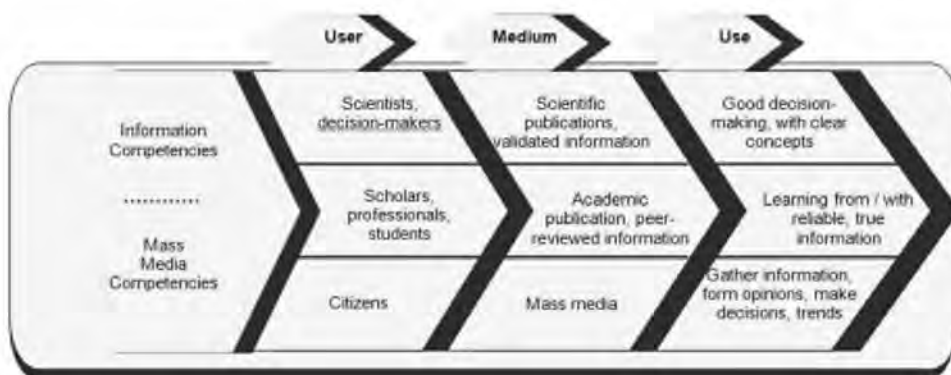 User
Medium
Use
Information
Competencies
............
Mass
Media
Competencies
Scientists,
decision-makers
Scientific
publications,
validated information
Good decision-
making, with clear
concepts
Scholars,
professionals,
students
Academic
publication, peer-
reviewed information
Learning from / with
reliable, true
information
Citizens
Mass media
Gather information,
form opinions, make
decisions, trends